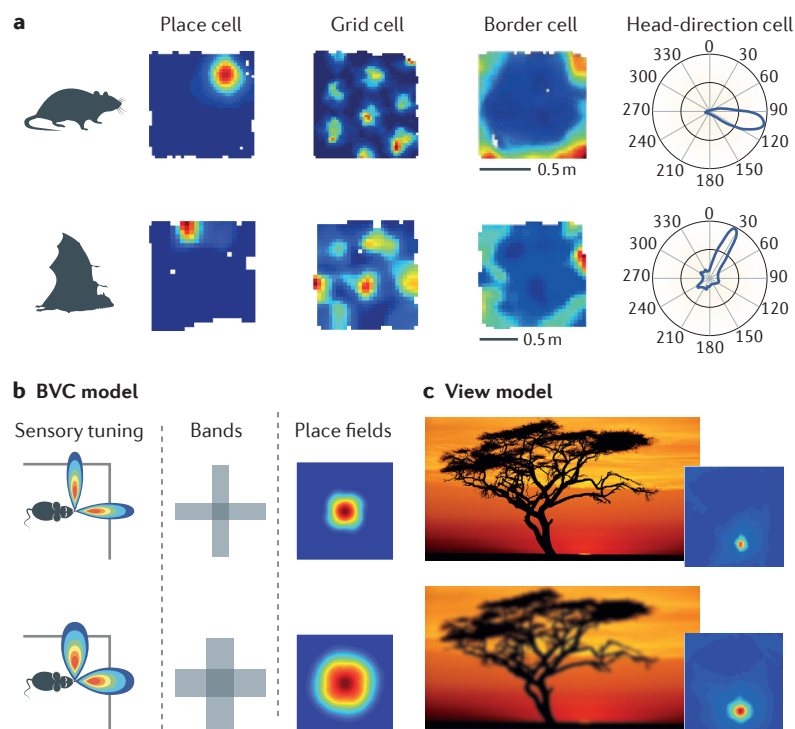 a
Place cell
Grid cell
Border cell
Head-direction cell
0
30
60
90
120
150
180
210
240
270
300
330
0.5 m
0
30
60
90
120
150
180
210
240
270
300
330
0.5 m
b BVC model
Sensory tuning
Bands
Place fields
c View model